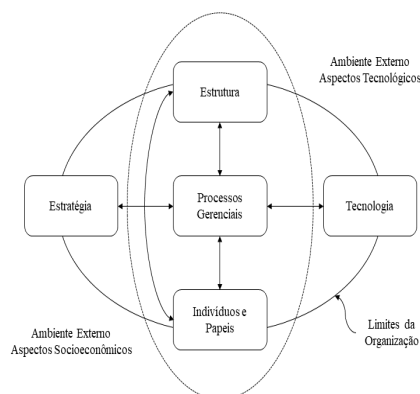 Ambiente Externo
Aspectos Tecnológicos
Estrutura
Estratégia
Processos
Gerenciais
Tecnologia
Indivíduos e
Papeis
Ambiente Externo
Aspectos Socioeconômicos
Limites da
Organização